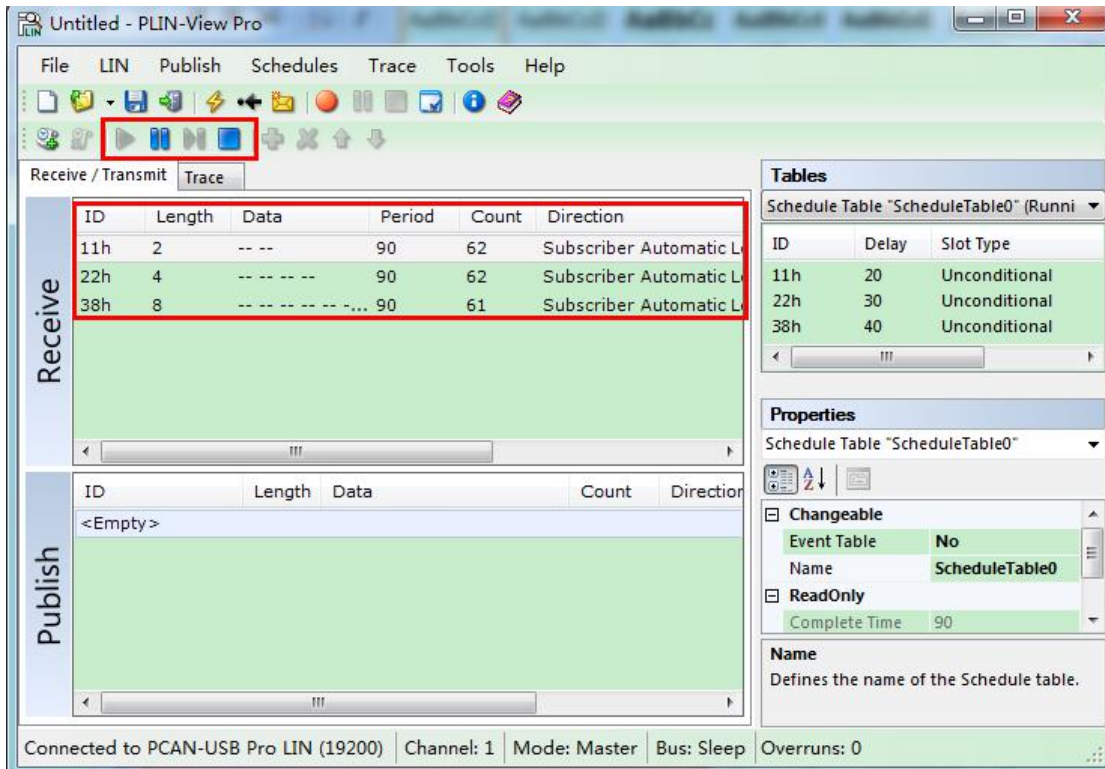 Untitled - PLIN-View Pro
File LIN Publish Schedules Trace Tools Help
Receive / Transmit Trace
Receive
ID Length Data Period Count Direction
11h 2 -- -- 90 62 Subscriber Automatic Le
22h 4 -- -- -- -- 90 62 Subscriber Automatic Le
38h 8 -- -- -- -- -- -... 90 61 Subscriber Automatic Le
Publish
ID Length Data Count Direction
<Empty>
Tables
Schedule Table "ScheduleTable0" (Runni
ID Delay Slot Type
11h 20 Unconditional
22h 30 Unconditional
38h 40 Unconditional
Properties
Schedule Table "ScheduleTable0"
Changeable
Event Table No
Name ScheduleTable0
ReadOnly
Complete Time 90
Name
Defines the name of the Schedule table.
Connected to PCAN-USB Pro LIN (19200) Channel: 1 Mode: Master Bus: Sleep Overruns: 0